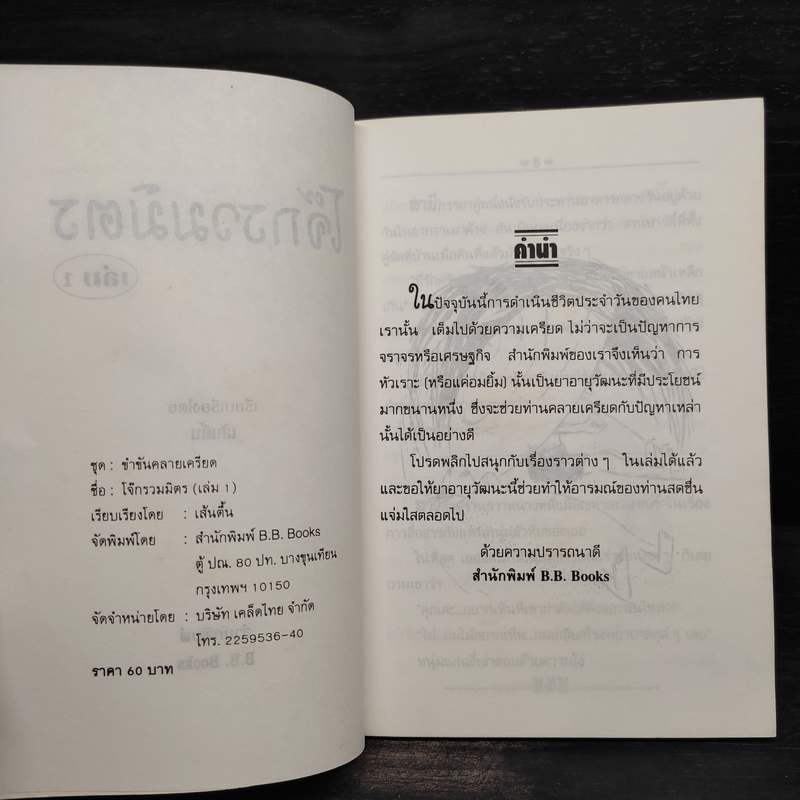 ชุด : ขำขันคลายเครียด
ชื่อ : โจ๊กรวมมิตร (เล่ม 1)
เรียบเรียงโดย : เส้นตื้น
จัดพิมพ์โดย : สำนักพิมพ์ B.B. Books
ตู้ ปณ. 80 ปท. บางขุนเทียน
กรุงเทพฯ 10150
จัดจำหน่ายโดย : บริษัท เคล็ดไทย จำกัด
โทร. 2259536-40
ราคา 60 บาท
คำนำ
ในปัจจุบันนี้การดำเนินชีวิตประจำวันของคนไทย
เรานั้น เต็มไปด้วยความเครียด ไม่ว่าจะเป็นปัญหาการ
จราจรหรือเศรษฐกิจ สำนักพิมพ์ของเราจึงเห็นว่า การ
หัวเราะ (หรือแค่อมยิ้ม) นั้นเป็นยาอายุวัฒนะที่มีประโยชน์
มากขนานหนึ่ง ซึ่งจะช่วยท่านคลายเครียดกับปัญหาเหล่า
นั้นได้เป็นอย่างดี
โปรดพลิกไปสนุกกับเรื่องราวต่าง ๆ ในเล่มได้แล้ว
และขอให้ยาอายุวัฒนะนี้ช่วยทำให้อารมณ์ของท่านสดชื่น
แจ่มใสตลอดไป
ด้วยความปรารถนาดี
สำนักพิมพ์ B.B. Books